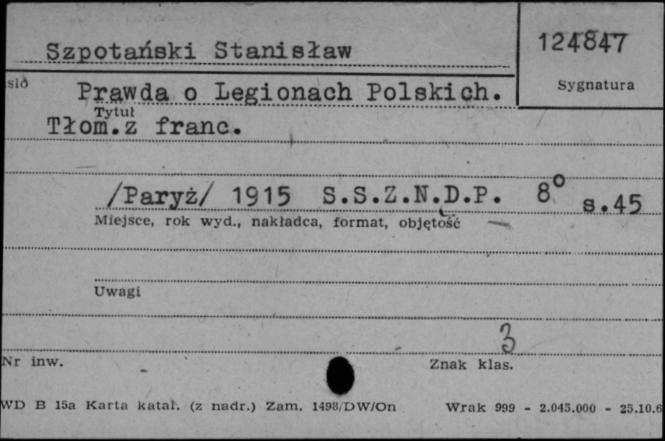 Szpotański Stanisław
124847
Sygnatura
sło Prawda o Legionach Polskich.
Tytuł
Tłom.z franc.
/Paryż/ 1915 S.S.Z.N.D.P. 8° s.45
Miejsce, rok wyd., nakładca, format, objętość
Uwagi
3
Nr inw.
Znak klas.
WD B 15a Karta katal. (z nadr.) Zam. 1498/DW/On Wrak 999 - 2.045.000 - 25.10.6